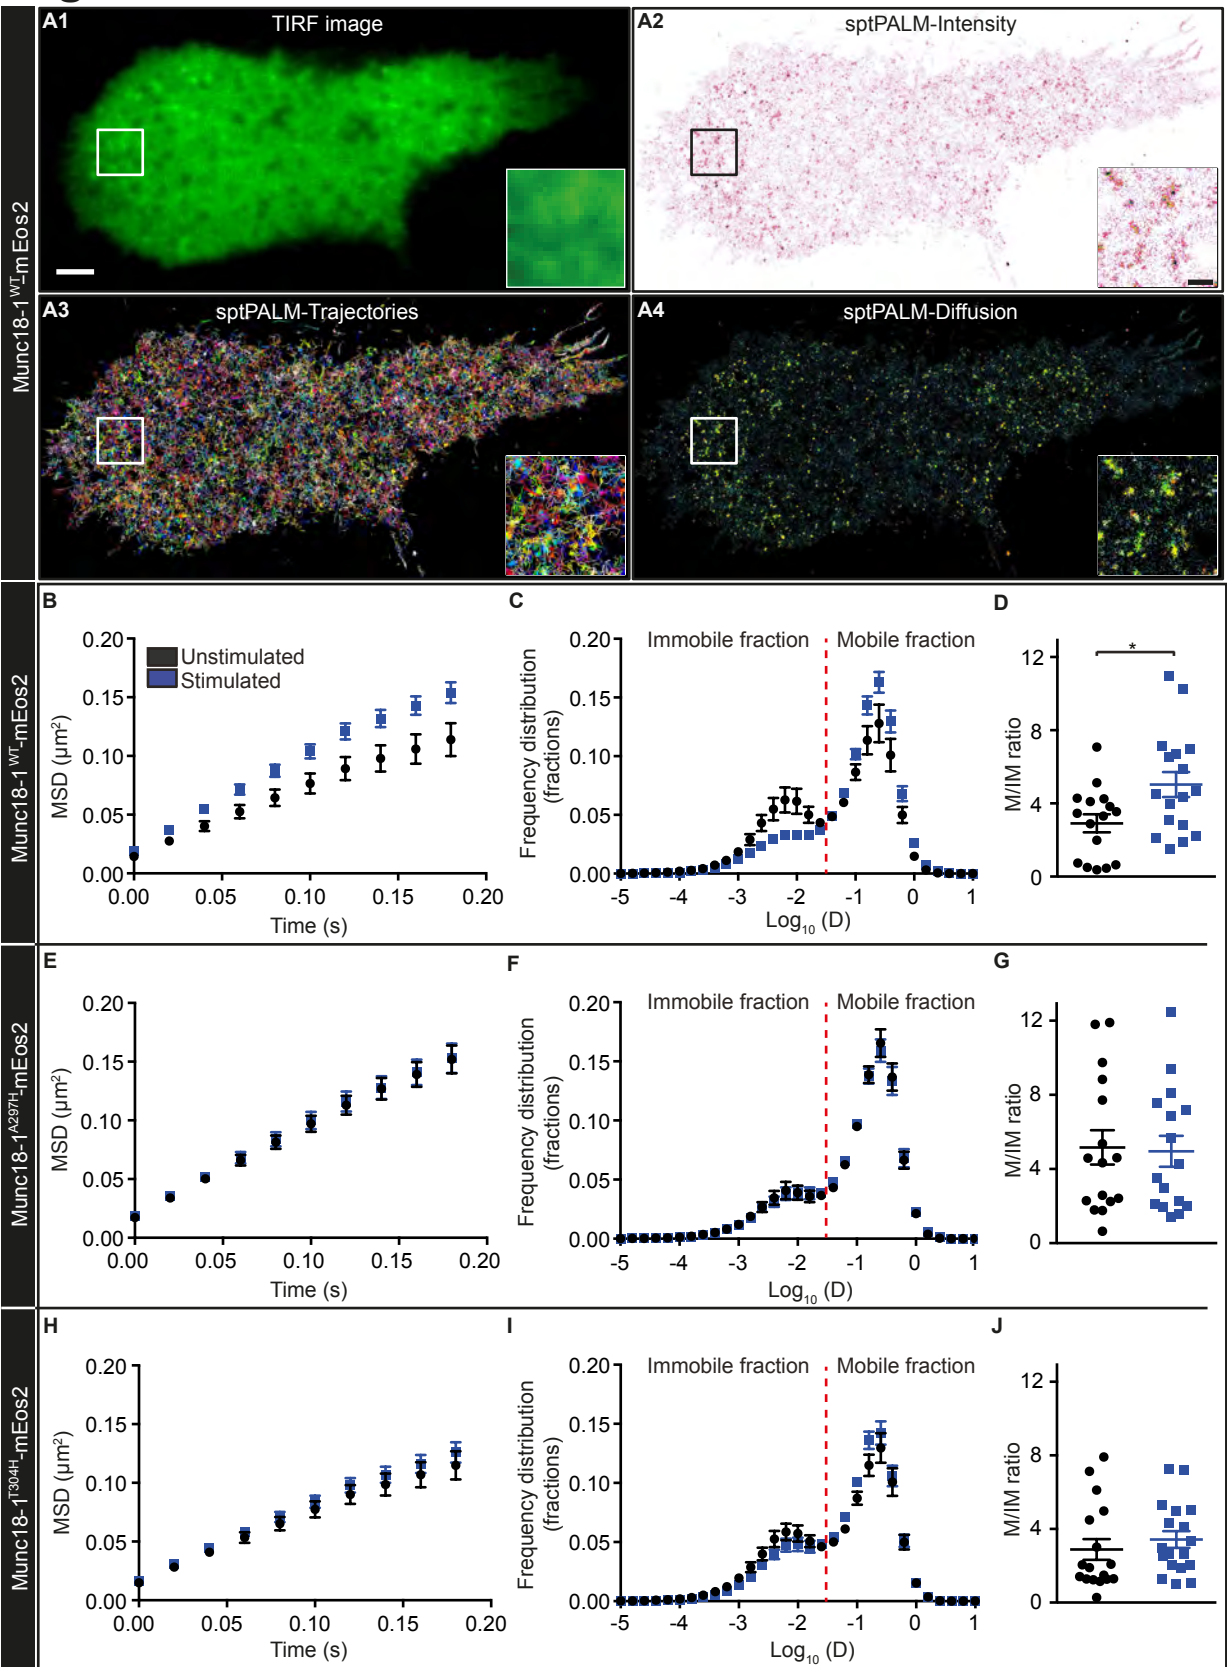 A1
TIRF image
A2
sptPALM-Intensity
A3
sptPALM-Trajectories
A4
sptPALM-Diffusion
Munc18-1WT-mEos2
B
0.20
0.15
0.10
0.05
0.00
MSD (µm²)
Unstimulated
Stimulated
0.00 0.05 0.10 0.15 0.20
Time (s)
C
Immobile fraction Mobile fraction
0.20
0.15
0.10
0.05
0.00
Frequency distribution
(fractions)
-5 -4 -3 -2 -1 0 1
Log₁₀ (D)
D
*
12
8
4
0
M/IM ratio
Munc18-1WT-mEos2
E
0.20
0.15
0.10
0.05
0.00
MSD (µm²)
0.00 0.05 0.10 0.15 0.20
Time (s)
F
Immobile fraction Mobile fraction
0.20
0.15
0.10
0.05
0.00
Frequency distribution
(fractions)
-5 -4 -3 -2 -1 0 1
Log₁₀ (D)
G
12
8
4
0
M/IM ratio
Munc18-1A297H-mEos2
H
0.20
0.15
0.10
0.05
0.00
MSD (µm²)
0.00 0.05 0.10 0.15 0.20
Time (s)
I
Immobile fraction Mobile fraction
0.20
0.15
0.10
0.05
0.00
Frequency distribution
(fractions)
-5 -4 -3 -2 -1 0 1
Log₁₀ (D)
J
12
8
4
0
M/IM ratio
Munc18-1T304H-mEos2